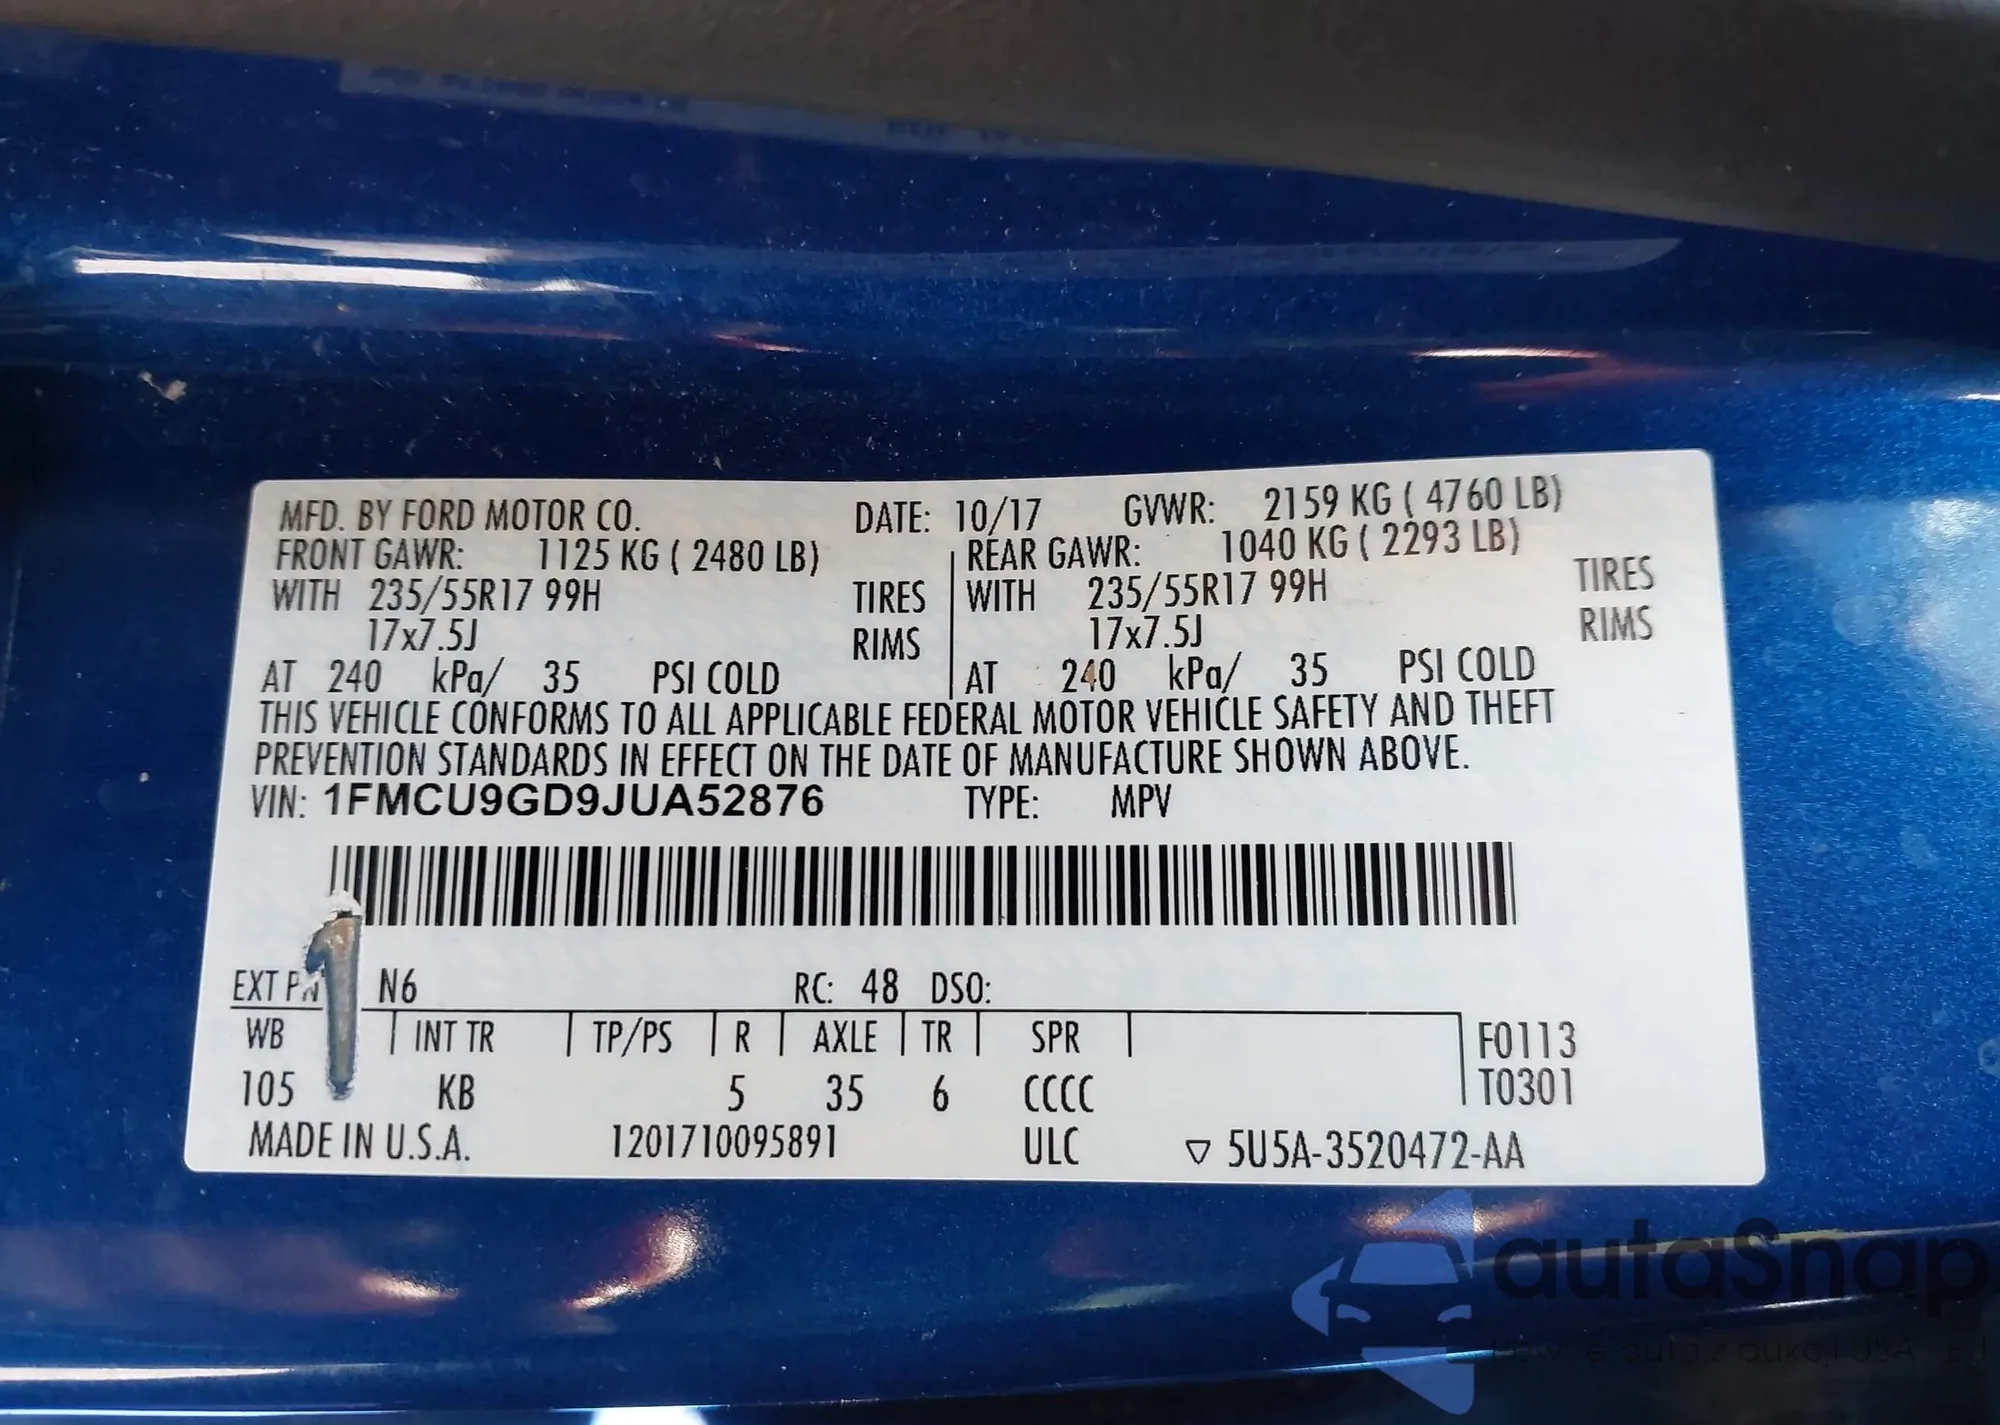 MFD. BY FORD MOTOR CO. DATE: 10/17 GVWR: 2159 KG ( 4760 LB)
FRONT GAWR: 1125 KG ( 2480 LB) REAR GAWR: 1040 KG ( 2293 LB)
WITH 235/55R17 99H TIRES WITH 235/55R17 99H TIRES
17x7.5J RIMS 17x7.5J RIMS
AT 240 kPa/ 35 PSI COLD AT 240 kPa/ 35 PSI COLD
THIS VEHICLE CONFORMS TO ALL APPLICABLE FEDERAL MOTOR VEHICLE SAFETY AND THEFT
PREVENTION STANDARDS IN EFFECT ON THE DATE OF MANUFACTURE SHOWN ABOVE.
VIN: 1FMCU9GD9JUA52876 TYPE: MPV
EXT N6 RC: 48 DSO:
WB INT TR TP/PS R AXLE TR SPR F0113
105 KB 5 35 6 CCCC T0301
MADE IN U.S.A. 1201710095891 ULC ▽ 5U5A-3520472-AA
autaSnap